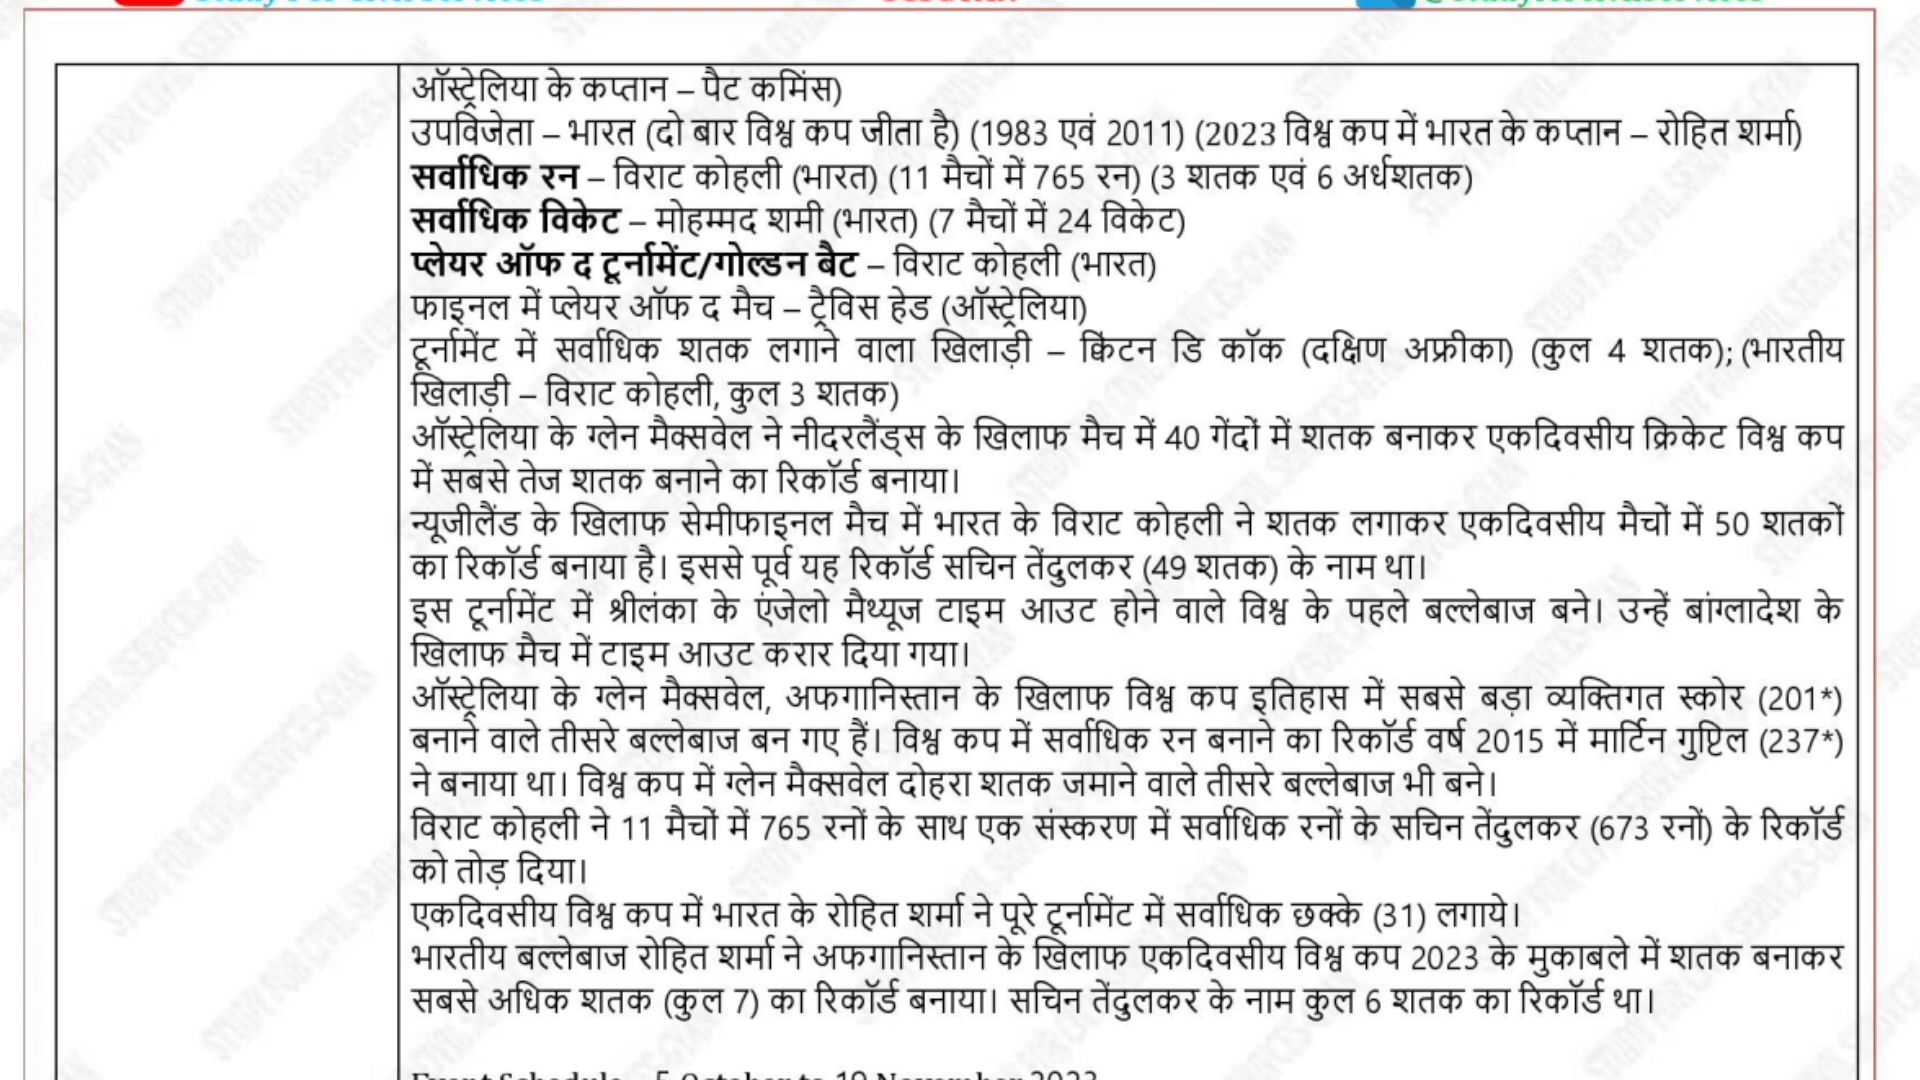 ऑस्ट्रेलिया के कप्तान – पैट कमिंस)
उपविजेता – भारत (दो बार विश्व कप जीता है) (1983 एवं 2011) (2023 विश्व कप में भारत के कप्तान – रोहित शर्मा)
सर्वाधिक रन – विराट कोहली (भारत) (11 मैचों में 765 रन) (3 शतक एवं 6 अर्धशतक)
सर्वाधिक विकेट – मोहम्मद शमी (भारत) (7 मैचों में 24 विकेट)
प्लेयर ऑफ द टूर्नामेंट/गोल्डन बैट – विराट कोहली (भारत)
फाइनल में प्लेयर ऑफ द मैच – ट्रैविस हेड (ऑस्ट्रेलिया)
टूर्नामेंट में सर्वाधिक शतक लगाने वाला खिलाड़ी – क्विंटन डि कॉक (दक्षिण अफ्रीका) (कुल 4 शतक); (भारतीय
खिलाड़ी – विराट कोहली, कुल 3 शतक)
ऑस्ट्रेलिया के ग्लेन मैक्सवेल ने नीदरलैंड्स के खिलाफ मैच में 40 गेंदों में शतक बनाकर एकदिवसीय क्रिकेट विश्व कप
में सबसे तेज शतक बनाने का रिकॉर्ड बनाया।
न्यूजीलैंड के खिलाफ सेमीफाइनल मैच में भारत के विराट कोहली ने शतक लगाकर एकदिवसीय मैचों में 50 शतकों
का रिकॉर्ड बनाया है। इससे पूर्व यह रिकॉर्ड सचिन तेंदुलकर (49 शतक) के नाम था।
इस टूर्नामेंट में श्रीलंका के एंजेलो मैथ्यूज टाइम आउट होने वाले विश्व के पहले बल्लेबाज बने। उन्हें बांग्लादेश के
खिलाफ मैच में टाइम आउट करार दिया गया।
ऑस्ट्रेलिया के ग्लेन मैक्सवेल, अफगानिस्तान के खिलाफ विश्व कप इतिहास में सबसे बड़ा व्यक्तिगत स्कोर (201*)
बनाने वाले तीसरे बल्लेबाज बन गए हैं। विश्व कप में सर्वाधिक रन बनाने का रिकॉर्ड वर्ष 2015 में मार्टिन गुप्टिल (237*)
ने बनाया था। विश्व कप में ग्लेन मैक्सवेल दोहरा शतक जमाने वाले तीसरे बल्लेबाज भी बने।
विराट कोहली ने 11 मैचों में 765 रनों के साथ एक संस्करण में सर्वाधिक रनों के सचिन तेंदुलकर (673 रनों) के रिकॉर्ड
को तोड़ दिया।
एकदिवसीय विश्व कप में भारत के रोहित शर्मा ने पूरे टूर्नामेंट में सर्वाधिक छक्के (31) लगाये।
भारतीय बल्लेबाज रोहित शर्मा ने अफगानिस्तान के खिलाफ एकदिवसीय विश्व कप 2023 के मुकाबले में शतक बनाकर
सबसे अधिक शतक (कुल 7) का रिकॉर्ड बनाया। सचिन तेंदुलकर के नाम कुल 6 शतक का रिकॉर्ड था।
Event Schedule – 5 October to 19 November 2023